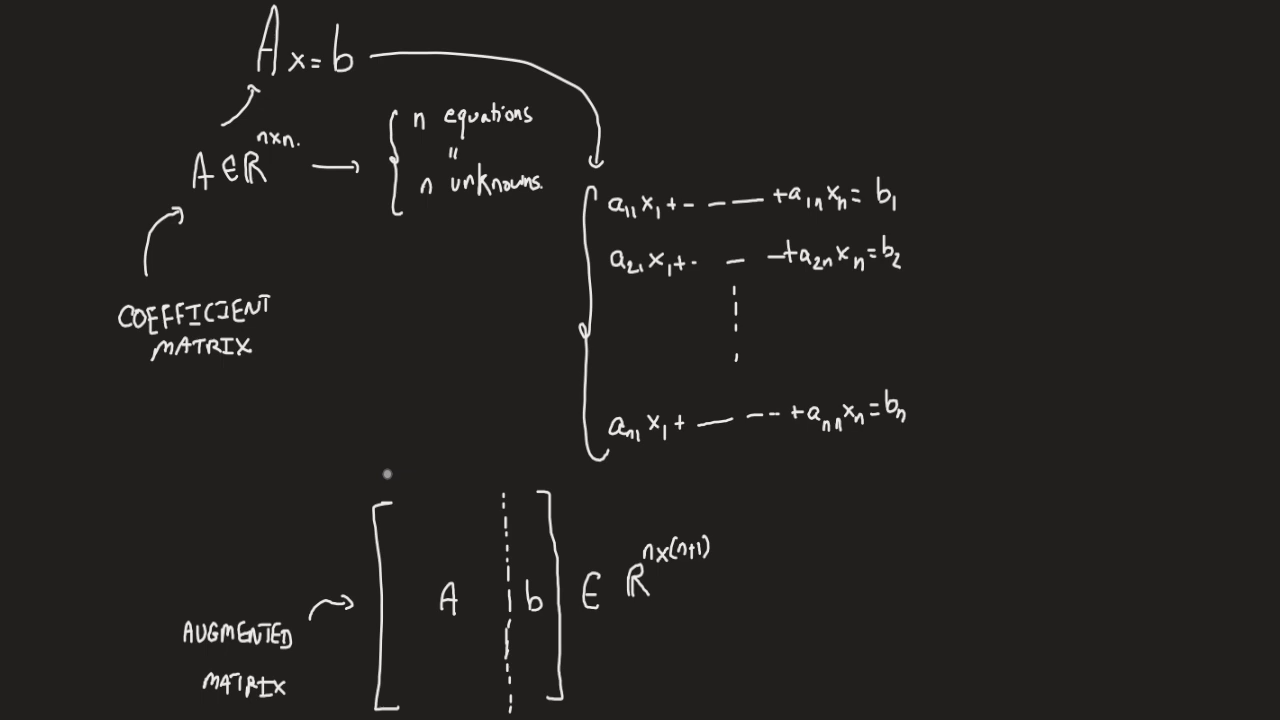 Ax=b
A∈ℝ^{n×n}.
n equations
"
n unknowns.
COEFFICIENT
MATRIX
a₁₁x₁+- – — +a₁ₙxₙ= b₁
a₂₁x₁+- – –+a₂ₙxₙ=b₂
aₙ₁x₁+ — --+aₙₙxₙ=bₙ
[ A ¦ b ] ∈ ℝ^{n×(n+1)}
AUGMENTED
MATRIX